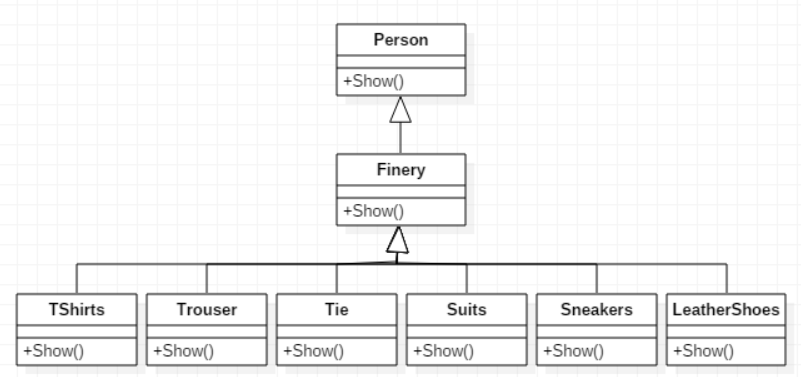 Person
+Show()
Finery
+Show()
TShirts
Trouser
Tie
Suits
Sneakers
LeatherShoes
+Show()
+Show()
+Show()
+Show()
+Show()
+Show()